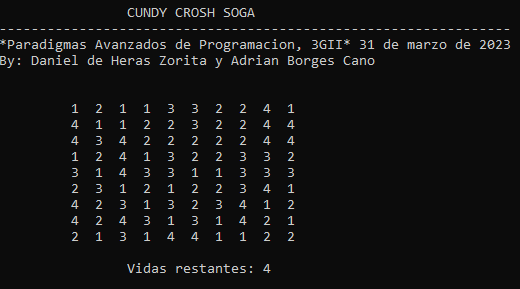 CUNDY CROSH SOGA
----------------------------------------------------------------
*Paradigmas Avanzados de Programacion, 3GII* 31 de marzo de 2023
By: Daniel de Heras Zorita y Adrian Borges Cano
1 2 1 1 3 3 2 2 4 1
4 1 1 2 2 3 2 2 4 4
4 3 4 2 2 2 2 2 4 4
1 2 4 1 3 2 2 3 3 2
3 1 4 3 3 1 1 3 3 3
2 3 1 2 1 2 2 3 4 1
4 2 3 1 3 2 3 4 1 2
4 2 4 3 1 3 1 4 2 1
2 1 3 1 4 4 1 1 2 2
Vidas restantes: 4